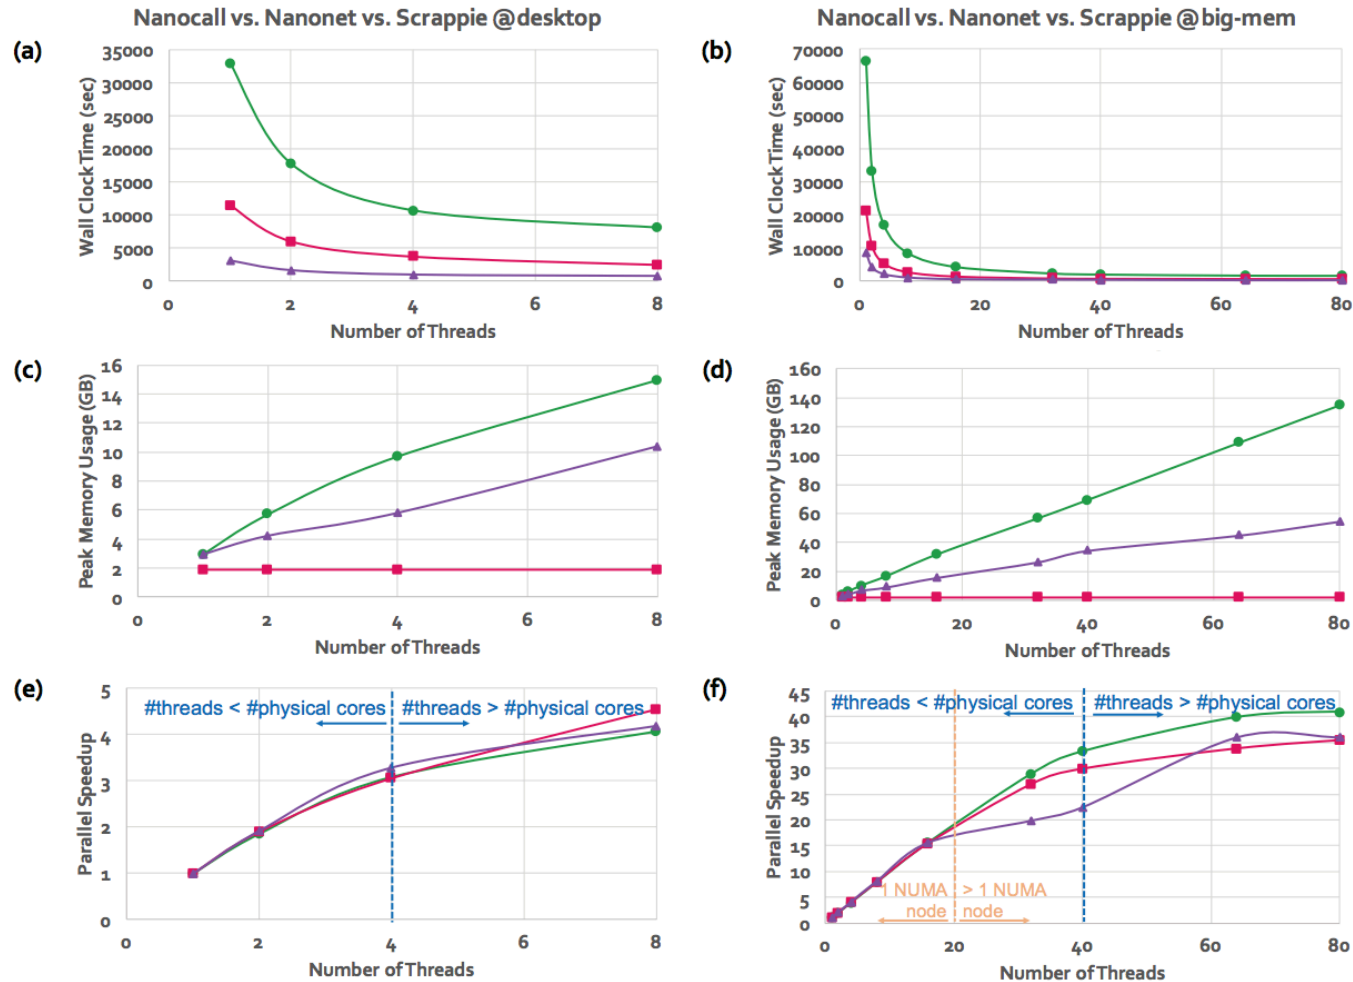 Nanocall vs. Nanonet vs. Scrappie @desktop
Nanocall vs. Nanonet vs. Scrappie @big-mem
(a)
Wall Clock Time (sec)
35000
30000
25000
20000
15000
10000
5000
0
0 2 4 6 8
Number of Threads
(b)
Wall Clock Time (sec)
70000
60000
50000
40000
30000
20000
10000
0
0 20 40 60 80
Number of Threads
(c)
Peak Memory Usage (GB)
16
14
12
10
8
6
4
2
0
0 2 4 6 8
Number of Threads
(d)
Peak Memory Usage (GB)
160
140
120
100
80
60
40
20
0
0 20 40 60 80
Number of Threads
(e)
Parallel Speedup
5
4
3
2
1
0
#threads < #physical cores
#threads > #physical cores
0 2 4 6 8
Number of Threads
(f)
Parallel Speedup
45
40
35
30
25
20
15
10
5
0
#threads < #physical cores
#threads > #physical cores
1 NUMA
node
> 1 NUMA
node
0 20 40 60 80
Number of Threads